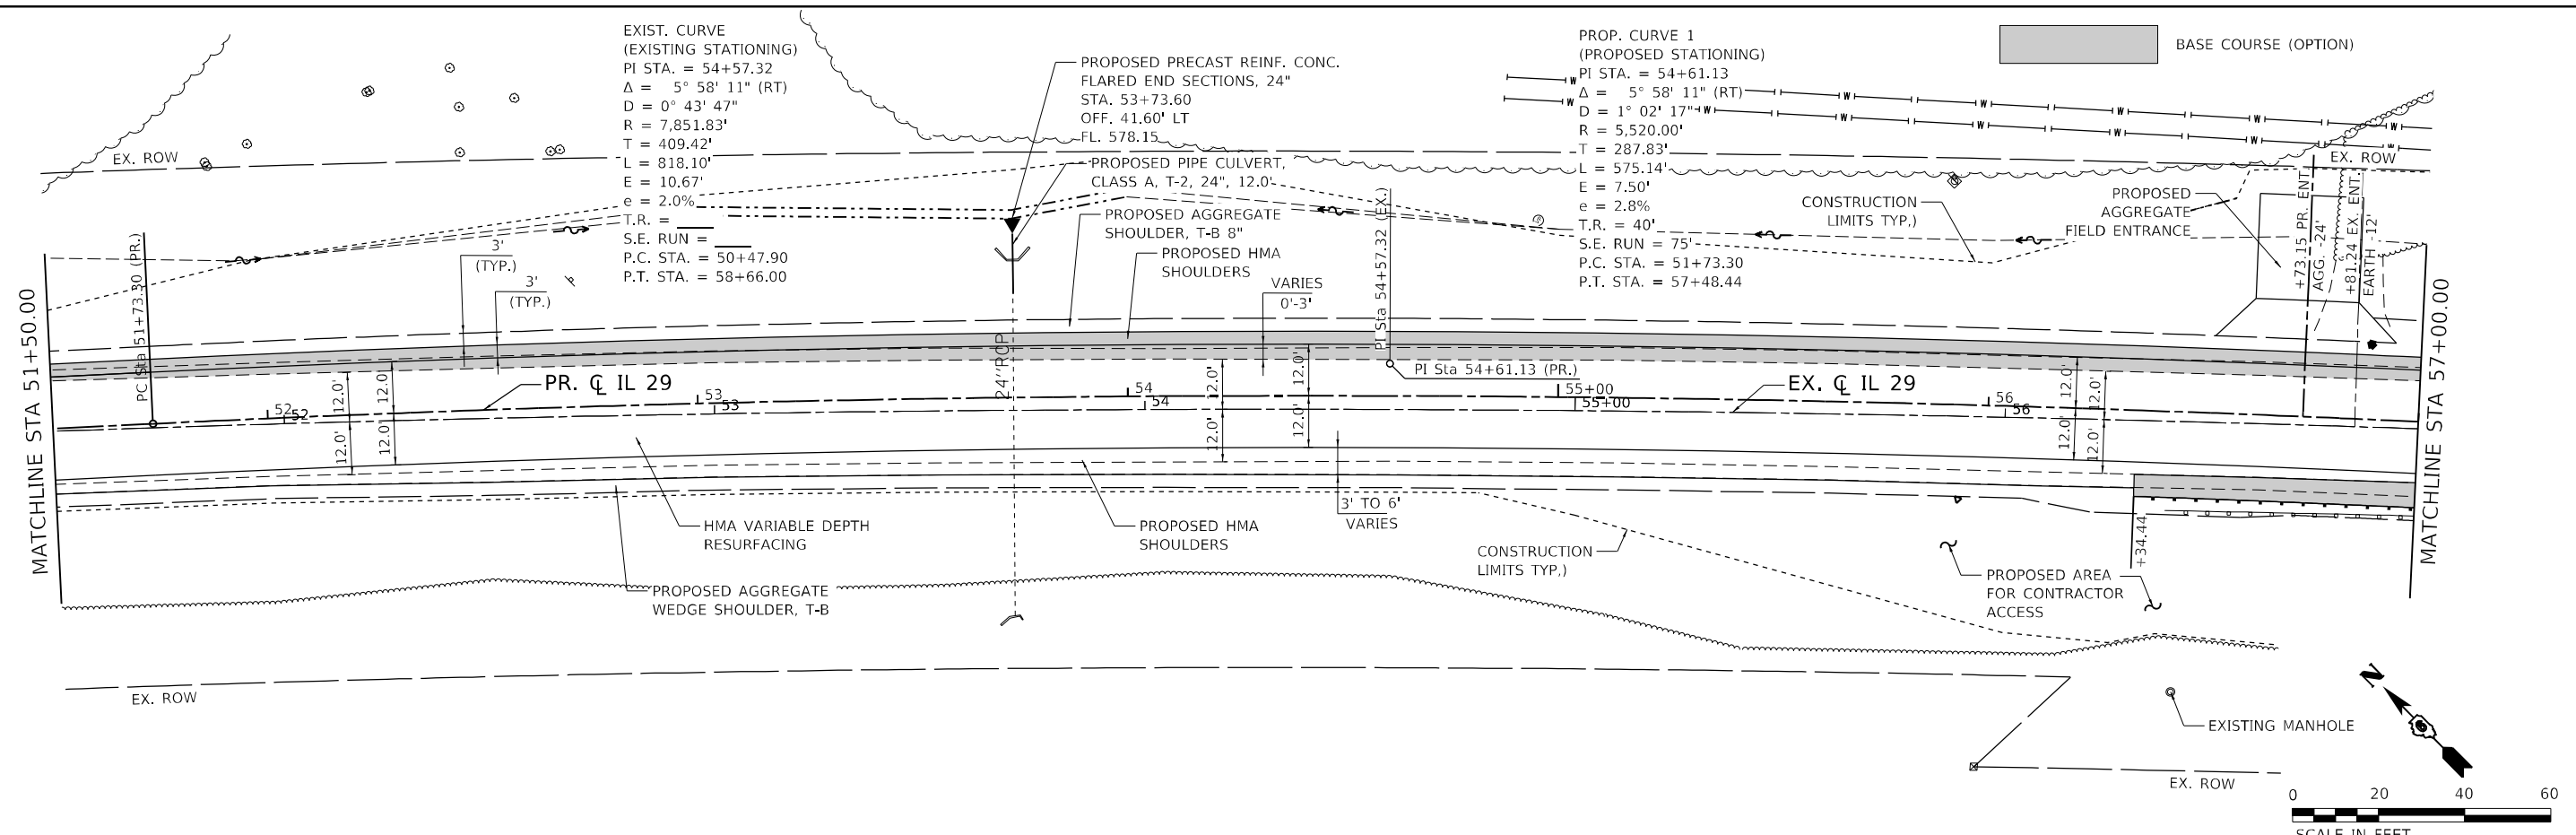 EXIST. CURVE
(EXISTING STATIONING)
PI STA. = 54+57.32
Δ = 5° 58' 11" (RT)
D = 0° 43' 47"
R = 7,851.83'
T = 409.42'
L = 818.10'
E = 10.67'
e = 2.0%
T.R. =
S.E. RUN =
P.C. STA. = 50+47.90
P.T. STA. = 58+66.00
PROPOSED PRECAST REINF. CONC.
FLARED END SECTIONS, 24"
STA. 53+73.60
OFF. 41.60' LT
FL. 578.15
PROPOSED PIPE CULVERT,
CLASS A, T-2, 24", 12.0'
PROPOSED AGGREGATE
SHOULDER, T-B 8"
PROPOSED HMA
SHOULDERS
VARIES
0'-3'
PROP. CURVE 1
(PROPOSED STATIONING)
PI STA. = 54+61.13
Δ = 5° 58' 11" (RT)
D = 1° 02' 17"
R = 5,520.00'
T = 287.83'
L = 575.14'
E = 7.50'
e = 2.8%
T.R. = 40'
S.E. RUN = 75'
P.C. STA. = 51+73.30
P.T. STA. = 57+48.44
BASE COURSE (OPTION)
W
W
W
W
W
W
W
W
W
W
W
W
EX. ROW
EX. ROW
CONSTRUCTION
LIMITS TYP.)
PROPOSED
AGGREGATE
FIELD ENTRANCE
+73.15 PR. ENT.
AGG. -24'
+81.24 EX. ENT.
EARTH -12'
MATCHLINE STA 51+50.00
PC Sta 51+73.30 (PR.)
3'
(TYP.)
3'
(TYP.)
P
P
24"RCP
PI Sta 54+57.32 (EX.)
PI Sta 54+61.13 (PR.)
MATCHLINE STA 57+00.00
PR. ℄ IL 29
EX. ℄ IL 29
52
52
53
53
54
54
55+00
55+00
56
56
12.0'
12.0'
12.0'
12.0'
12.0'
12.0'
12.0'
12.0'
12.0'
12.0'
12.0'
12.0'
3' TO 6'
VARIES
HMA VARIABLE DEPTH
RESURFACING
PROPOSED HMA
SHOULDERS
PROPOSED AGGREGATE
WEDGE SHOULDER, T-B
CONSTRUCTION
LIMITS TYP.)
+34.44
PROPOSED AREA
FOR CONTRACTOR
ACCESS
EX. ROW
EXISTING MANHOLE
EX. ROW
N
0 20 40 60
SCALE IN FEET